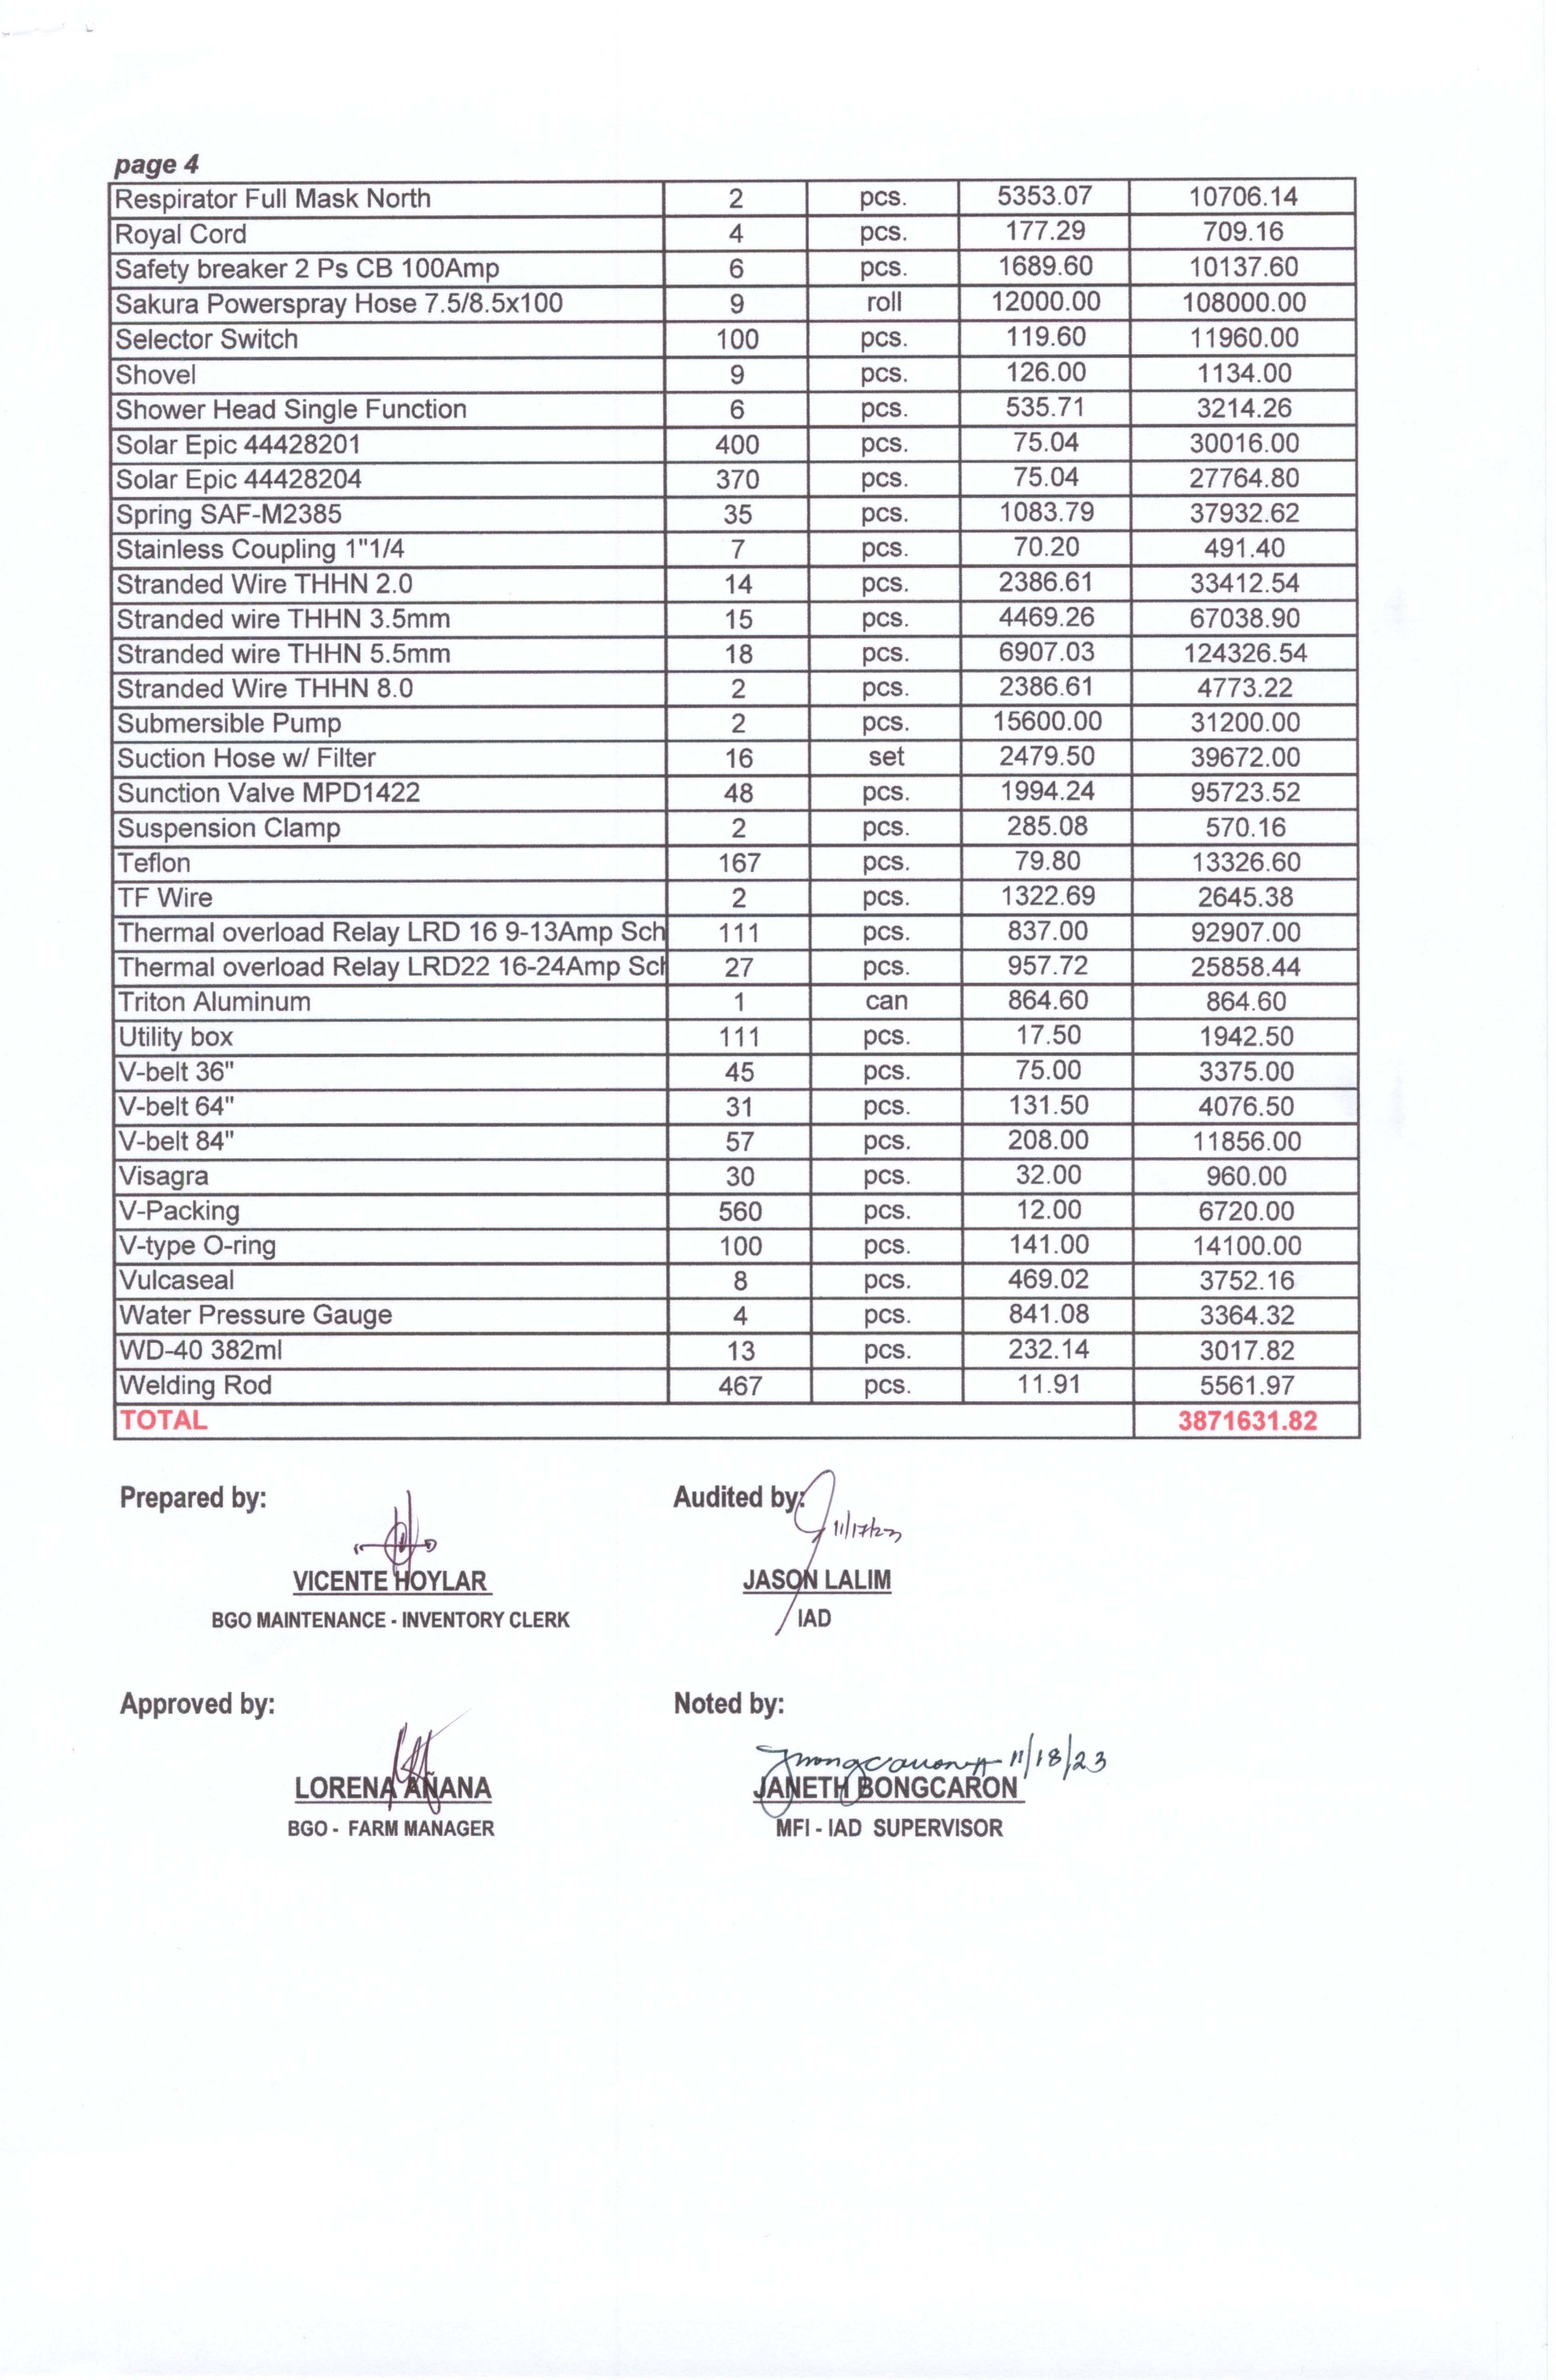 page 4
Respirator Full Mask North 2 pcs. 5353.07 10706.14
Royal Cord 4 pcs. 177.29 709.16
Safety breaker 2 Ps CB 100Amp 6 pcs. 1689.60 10137.60
Sakura Powerspray Hose 7.5/8.5x100 9 roll 12000.00 108000.00
Selector Switch 100 pcs. 119.60 11960.00
Shovel 9 pcs. 126.00 1134.00
Shower Head Single Function 6 pcs. 535.71 3214.26
Solar Epic 44428201 400 pcs. 75.04 30016.00
Solar Epic 44428204 370 pcs. 75.04 27764.80
Spring SAF-M2385 35 pcs. 1083.79 37932.62
Stainless Coupling 1"1/4 7 pcs. 70.20 491.40
Stranded Wire THHN 2.0 14 pcs. 2386.61 33412.54
Stranded wire THHN 3.5mm 15 pcs. 4469.26 67038.90
Stranded wire THHN 5.5mm 18 pcs. 6907.03 124326.54
Stranded Wire THHN 8.0 2 pcs. 2386.61 4773.22
Submersible Pump 2 pcs. 15600.00 31200.00
Suction Hose w/ Filter 16 set 2479.50 39672.00
Sunction Valve MPD1422 48 pcs. 1994.24 95723.52
Suspension Clamp 2 pcs. 285.08 570.16
Teflon 167 pcs. 79.80 13326.60
TF Wire 2 pcs. 1322.69 2645.38
Thermal overload Relay LRD 16 9-13Amp Sch 111 pcs. 837.00 92907.00
Thermal overload Relay LRD22 16-24Amp Sch 27 pcs. 957.72 25858.44
Triton Aluminum 1 can 864.60 864.60
Utility box 111 pcs. 17.50 1942.50
V-belt 36" 45 pcs. 75.00 3375.00
V-belt 64" 31 pcs. 131.50 4076.50
V-belt 84" 57 pcs. 208.00 11856.00
Visagra 30 pcs. 32.00 960.00
V-Packing 560 pcs. 12.00 6720.00
V-type O-ring 100 pcs. 141.00 14100.00
Vulcaseal 8 pcs. 469.02 3752.16
Water Pressure Gauge 4 pcs. 841.08 3364.32
WD-40 382ml 13 pcs. 232.14 3017.82
Welding Rod 467 pcs. 11.91 5561.97
TOTAL 3871631.82
Prepared by: Audited by:
11/17/23
VICENTE HOYLAR JASON LALIM
BGO MAINTENANCE - INVENTORY CLERK IAD
Approved by: Noted by:
11/18/23
LORENA AÑANA JANETH BONGCARON
BGO - FARM MANAGER MFI - IAD SUPERVISOR